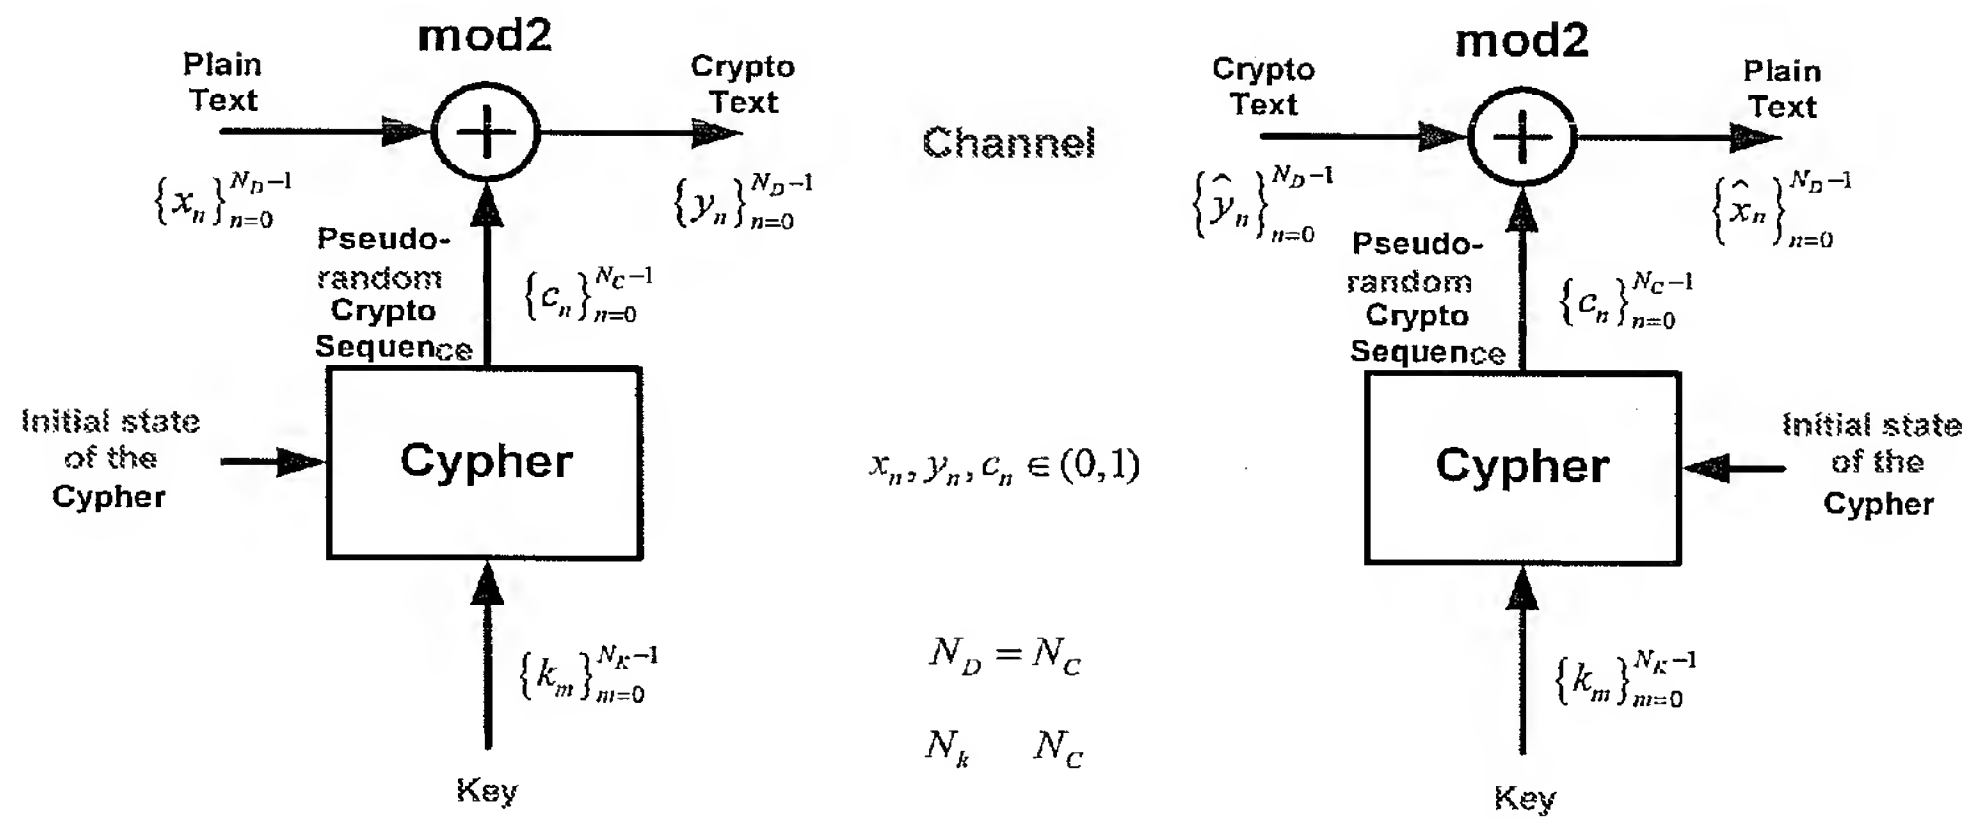 mod2
Plain
Text
Crypto
Text
{x_n}_{n=0}^{N_D-1}
{y_n}_{n=0}^{N_D-1}
Pseudo-
random
Crypto
Sequence
{c_n}_{n=0}^{N_C-1}
Initial state
of the
Cypher
Cypher
{k_m}_{m=0}^{N_K-1}
Key
Channel
x_n, y_n, c_n ∈ (0,1)
N_D = N_C
N_k N_C
mod2
Crypto
Text
Plain
Text
{ŷ_n}_{n=0}^{N_D-1}
{x̂_n}_{n=0}^{N_D-1}
Pseudo-
random
Crypto
Sequence
{c_n}_{n=0}^{N_C-1}
Cypher
Initial state
of the
Cypher
{k_m}_{m=0}^{N_K-1}
Key